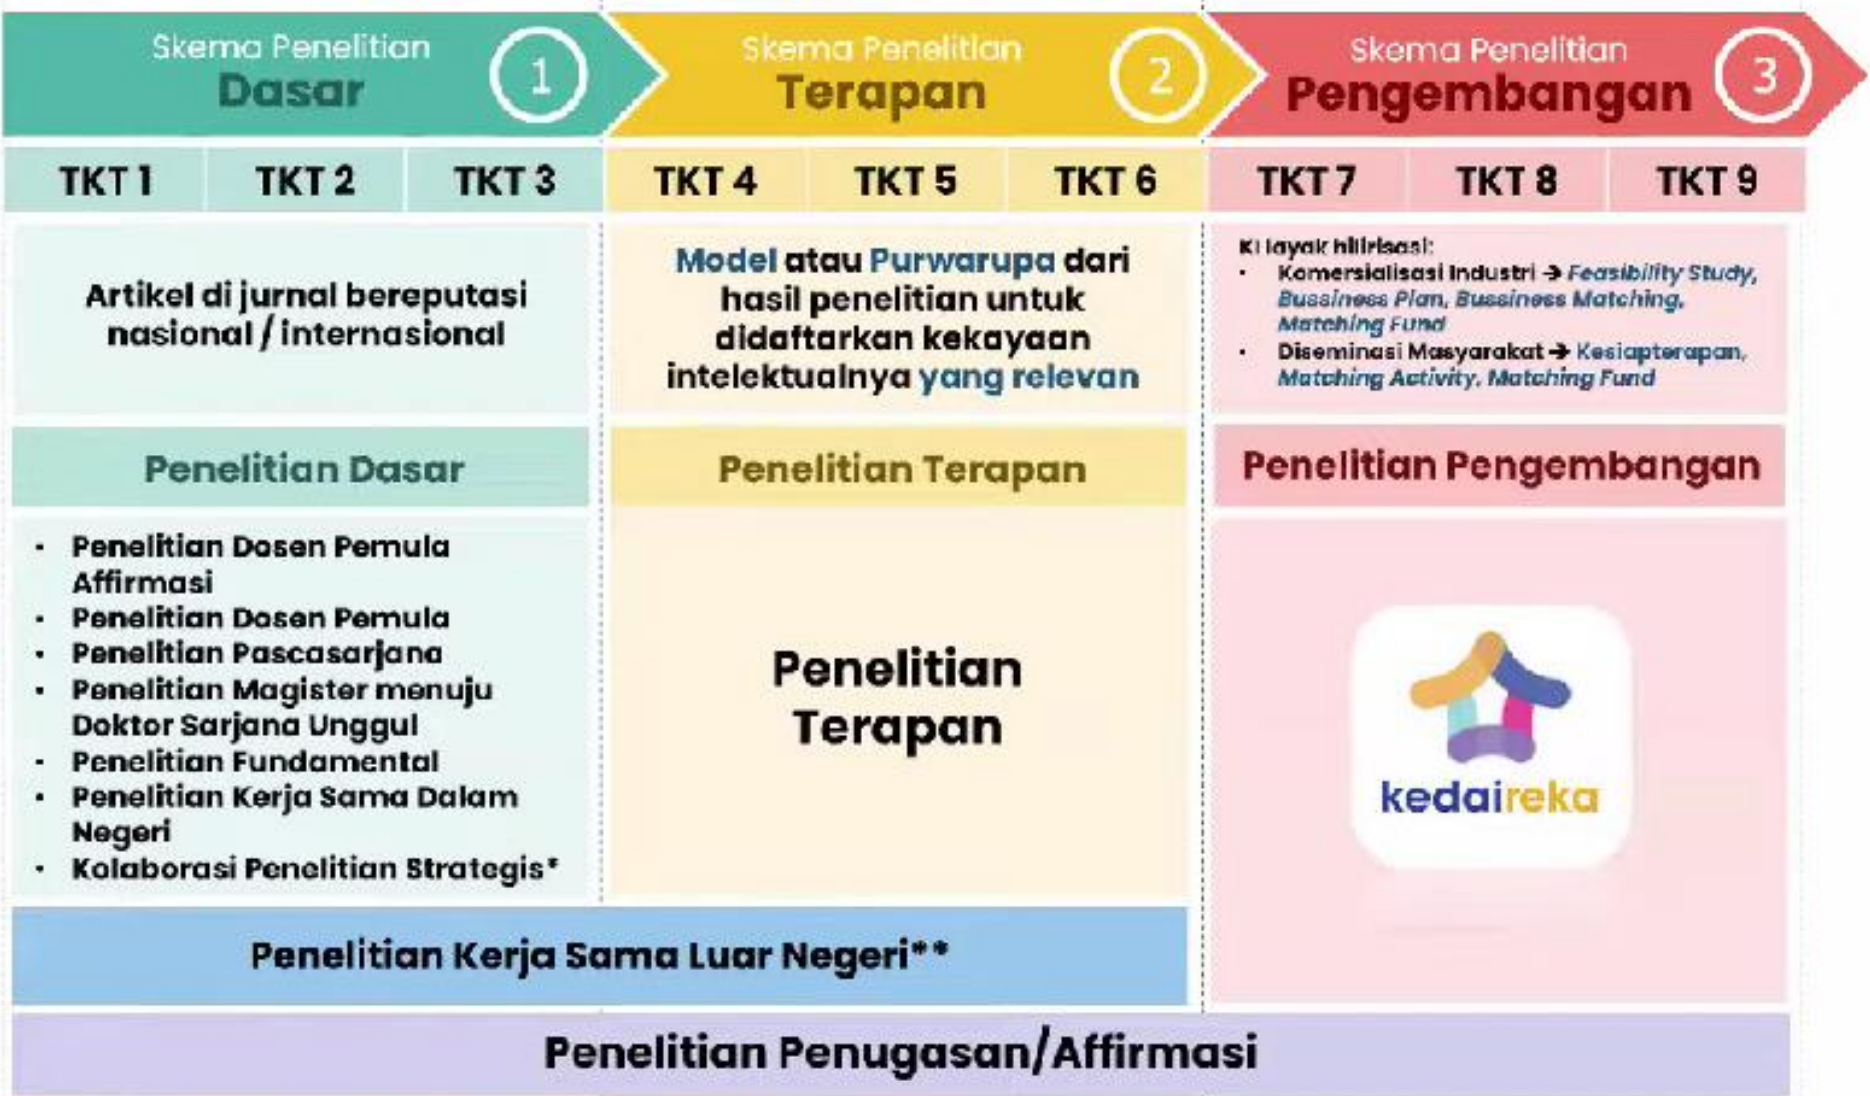 Skema Penelitian
Dasar
1
Skema Penelitian
Terapan
2
Skema Penelitian
Pengembangan
3
TKT 1
TKT 2
TKT 3
TKT 4
TKT 5
TKT 6
TKT 7
TKT 8
TKT 9
Artikel di jurnal bereputasi
nasional / internasional
Model atau Purwarupa dari
hasil penelitian untuk
didaftarkan kekayaan
intelektualnya yang relevan
KI layak hilirisasi:
• Komersialisasi Industri → Feasibility Study,
Bussiness Plan, Bussiness Matching,
Matching Fund
• Diseminasi Masyarakat → Kesiapterapan,
Matching Activity, Matching Fund
Penelitian Dasar
Penelitian Terapan
Penelitian Pengembangan
• Penelitian Dosen Pemula
Affirmasi
• Penelitian Dosen Pemula
• Penelitian Pascasarjana
• Penelitian Magister menuju
Doktor Sarjana Unggul
• Penelitian Fundamental
• Penelitian Kerja Sama Dalam
Negeri
• Kolaborasi Penelitian Strategis*
Penelitian
Terapan
kedaireka
Penelitian Kerja Sama Luar Negeri**
Penelitian Penugasan/Affirmasi